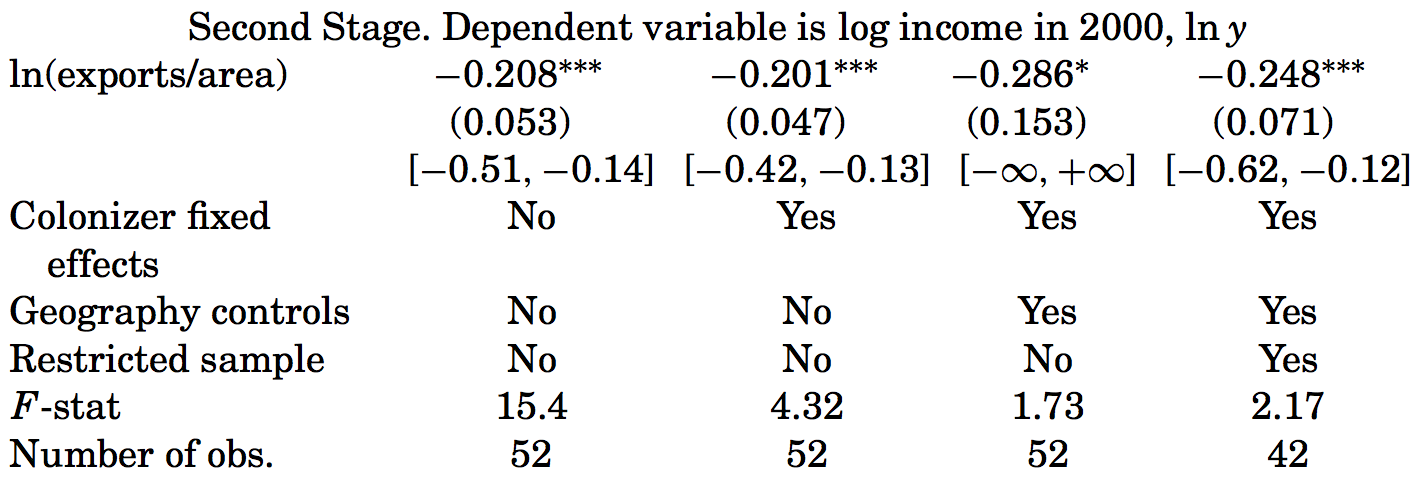 Second Stage. Dependent variable is log income in 2000, ln y
ln(exports/area) −0.208*** −0.201*** −0.286* −0.248***
(0.053) (0.047) (0.153) (0.071)
[−0.51, −0.14] [−0.42, −0.13] [−∞, +∞] [−0.62, −0.12]
Colonizer fixed No Yes Yes Yes
effects
Geography controls No No Yes Yes
Restricted sample No No No Yes
F-stat 15.4 4.32 1.73 2.17
Number of obs. 52 52 52 42